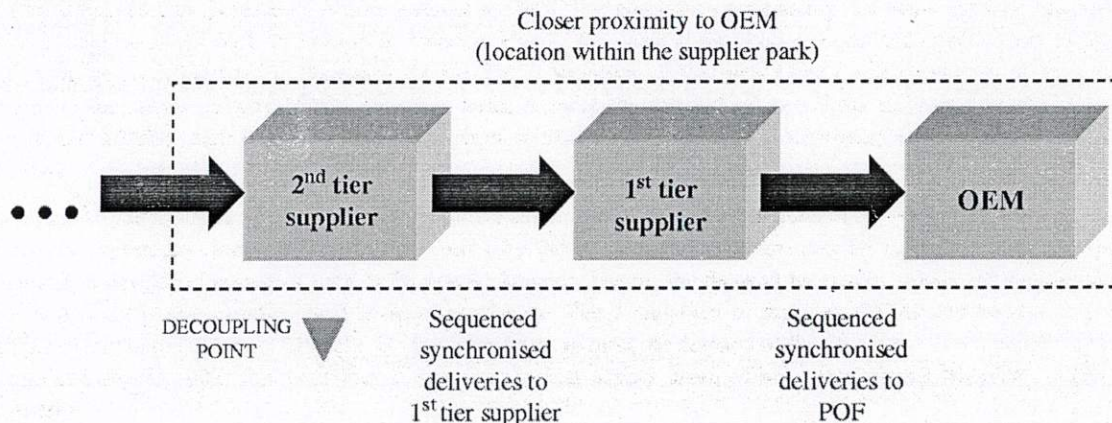 Closer proximity to OEM
(location within the supplier park)
2nd tier
supplier
1st tier
supplier
OEM
DECOUPLING
POINT
Sequenced
synchronised
deliveries to
1st tier supplier
Sequenced
synchronised
deliveries to
POF